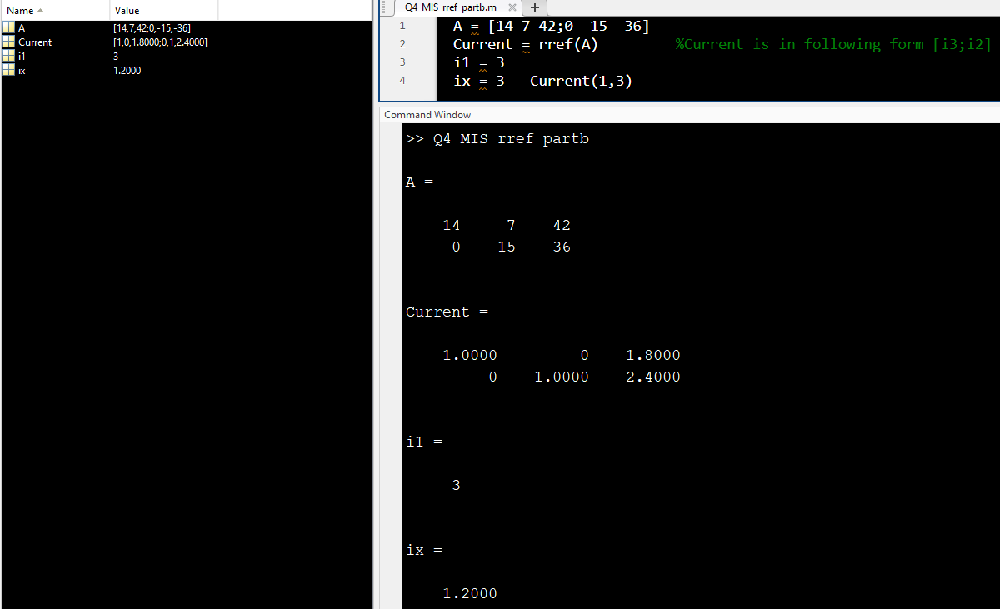 Name Value
A [14,7,42;0,-15,-36]
Current [1,0,1.8000;0,1,2.4000]
i1 3
ix 1.2000
Q4_MIS_rref_partb.m × +
1 A = [14 7 42;0 -15 -36]
2 Current = rref(A) %Current is in following form [i3;i2]
3 i1 = 3
4 ix = 3 - Current(1,3)
Command Window
>> Q4_MIS_rref_partb
A =
14 7 42
0 -15 -36
Current =
1.0000 0 1.8000
0 1.0000 2.4000
i1 =
3
ix =
1.2000